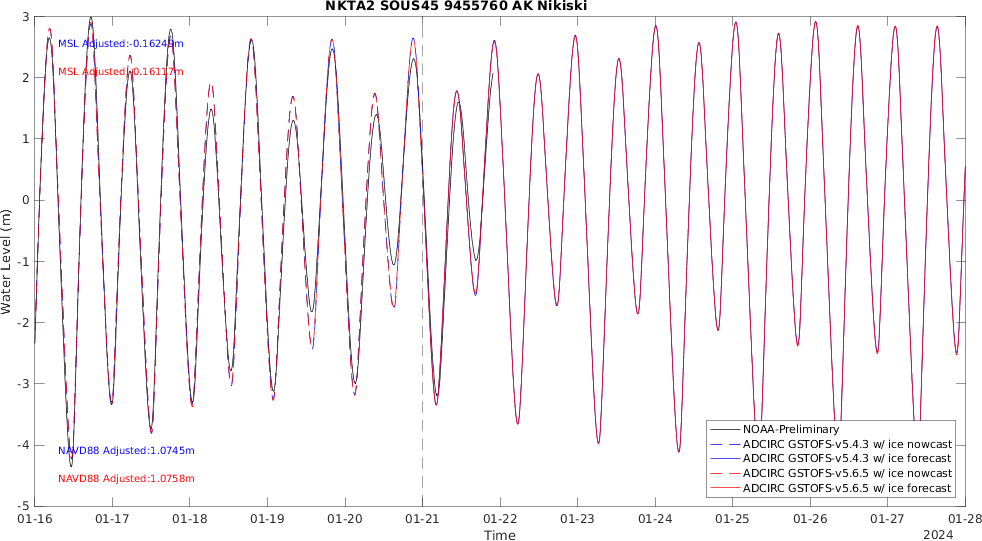 NKTA2 SOUS45 9455760 AK Nikiski
3
MSL Adjusted:-0.16249m
MSL Adjusted:-0.16117m
2
1
0
-1
-2
-3
-4
-5
Water Level (m)
NAVD88 Adjusted:1.0745m
NAVD88 Adjusted:1.0758m
NOAA-Preliminary
ADCIRC GSTOFS-v5.4.3 w/ ice nowcast
ADCIRC GSTOFS-v5.4.3 w/ ice forecast
ADCIRC GSTOFS-v5.6.5 w/ ice nowcast
ADCIRC GSTOFS-v5.6.5 w/ ice forecast
01-16 01-17 01-18 01-19 01-20 01-21 01-22 01-23 01-24 01-25 01-26 01-27 01-28
Time
2024